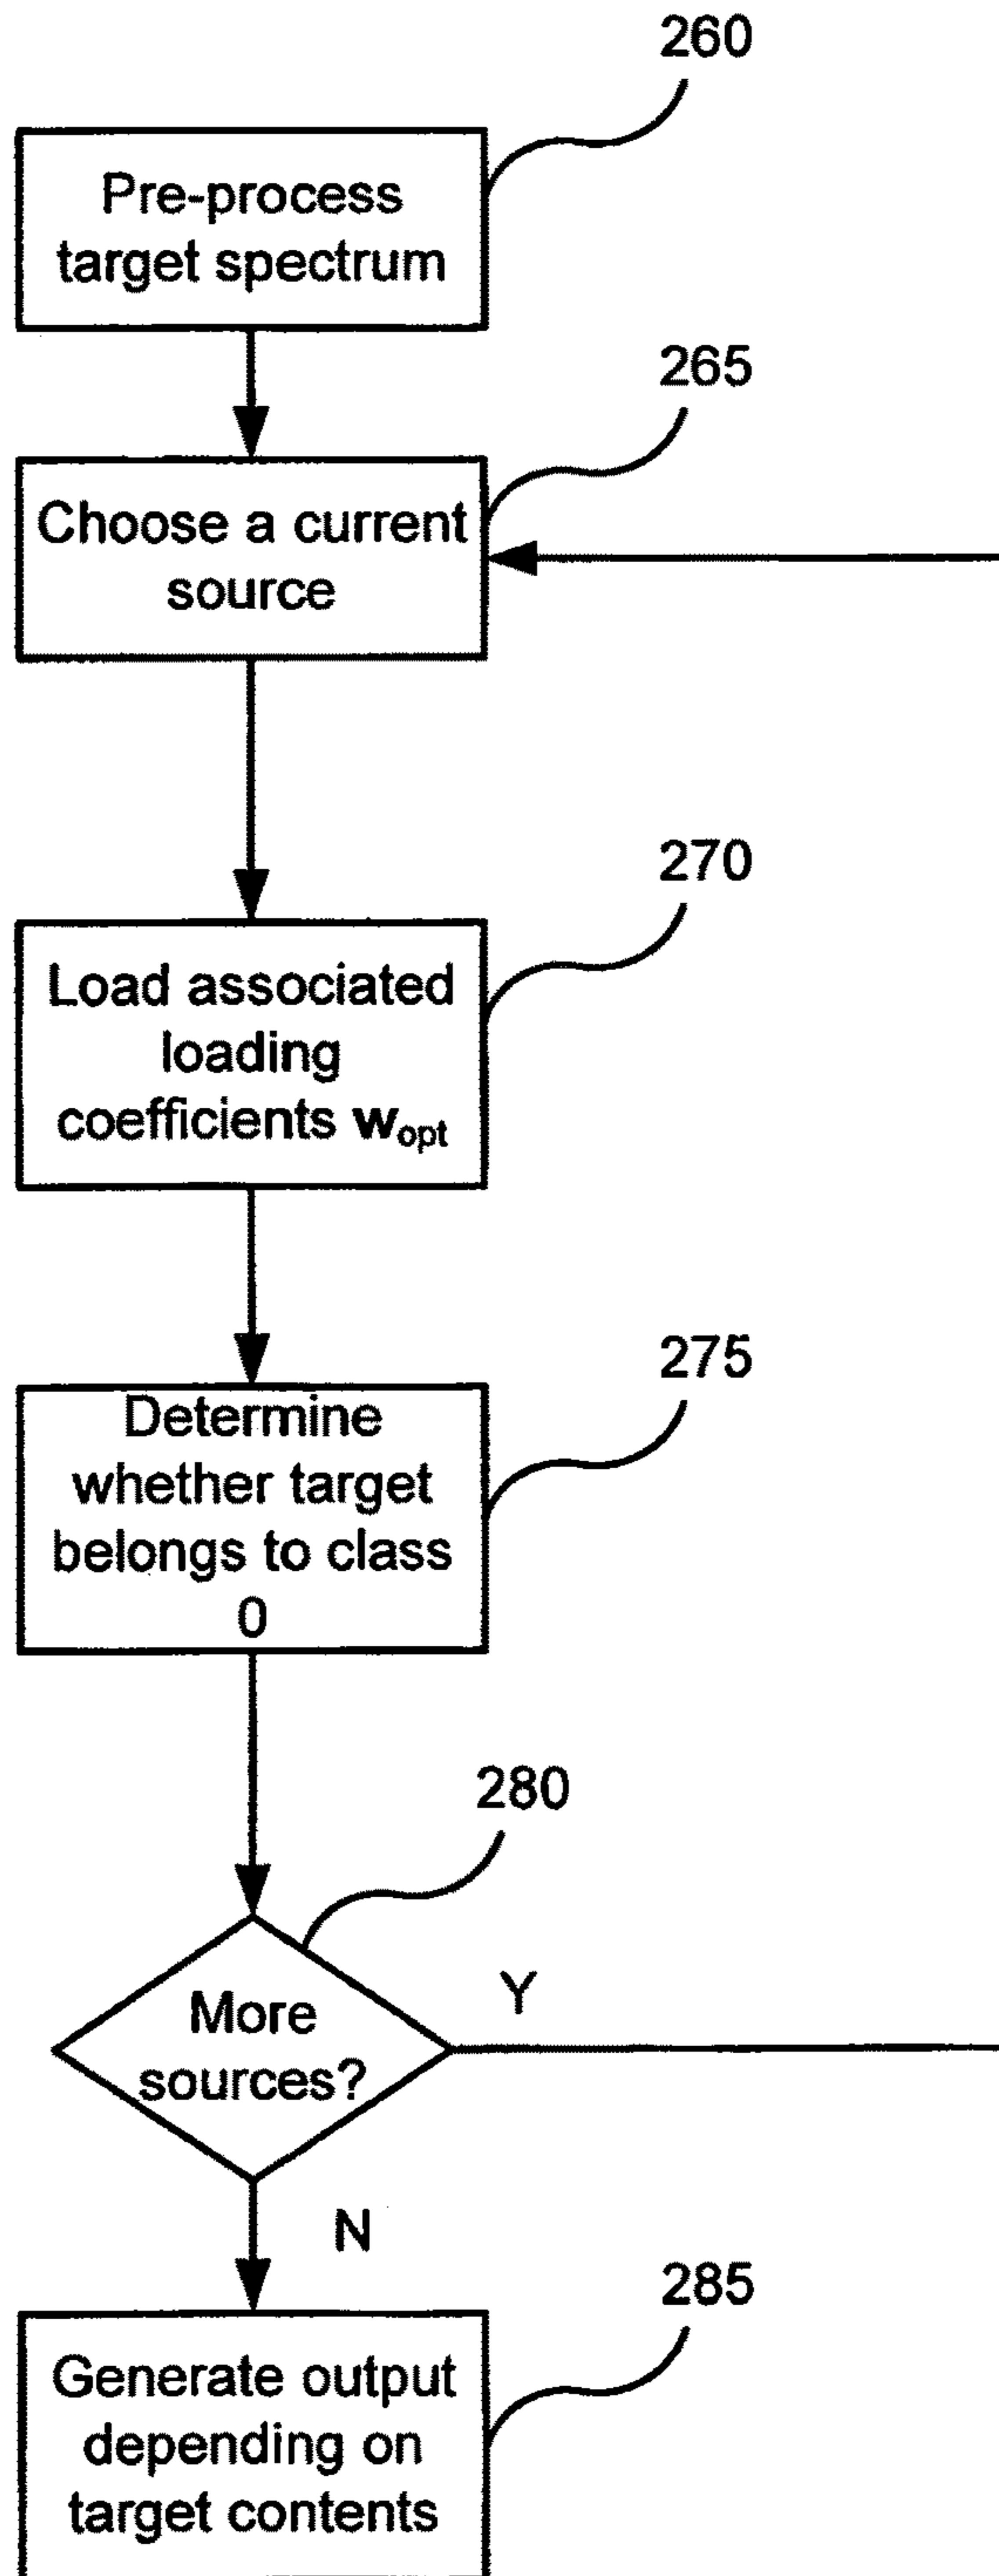 260
Pre-process
target spectrum
265
Choose a current
source
270
Load associated
loading
coefficients w_opt
275
Determine
whether target
belongs to class
0
280
More
sources?
Y
N
285
Generate output
depending on
target contents